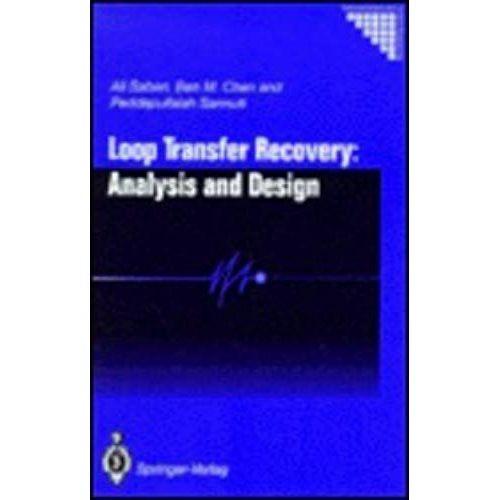 Ali Saberi, Ben M. Chen and
Peddapullaiah Sannuti
Loop Transfer Recovery:
Analysis and Design
Springer-Verlag